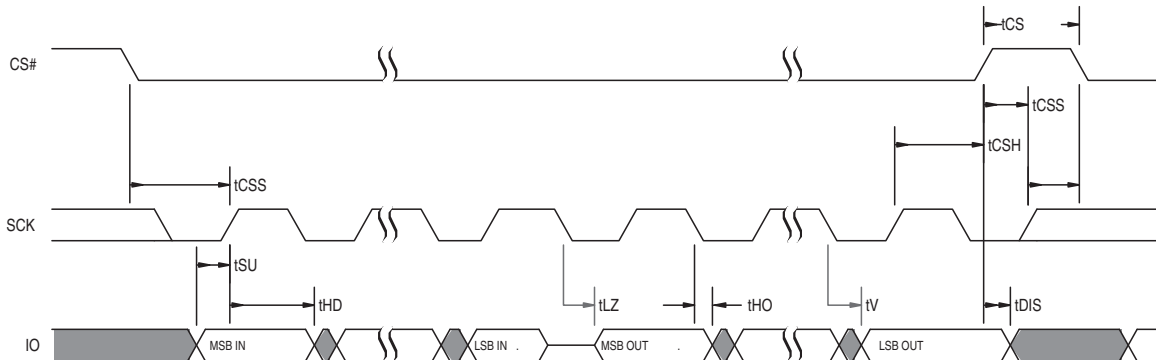 tCS
CS#
tCSS
tCSH
tCSS
SCK
tSU
tHD
tLZ
tHO
tV
tDIS
IO
MSB IN
LSB IN .
MSB OUT .
LSB OUT